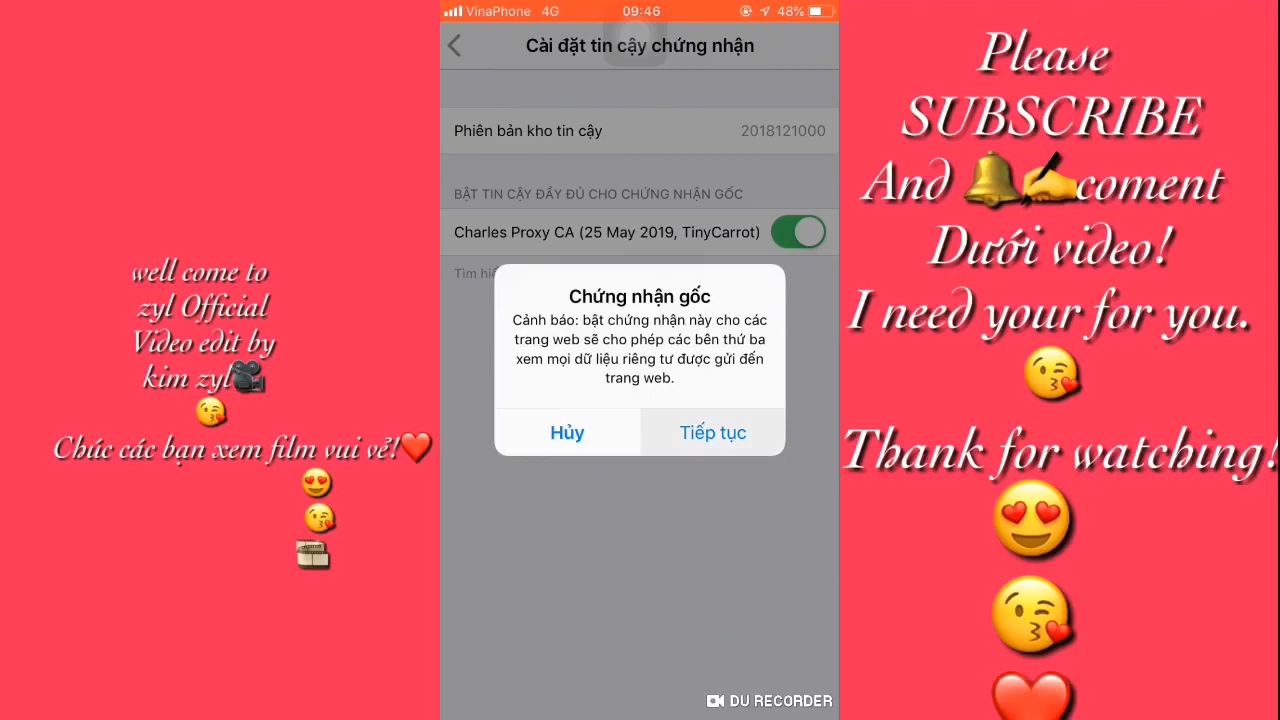 well come to
zyl Official
Video edit by
kim zyl🎥
😘
Chúc các bạn xem film vui vẻ!❤️
😍
😘
VinaPhone 4G 09:46 48%
Cài đặt tin cậy chứng nhận
Phiên bản kho tin cậy 2018121000
BẬT TIN CẬY ĐẦY ĐỦ CHO CHỨNG NHẬN GỐC
Charles Proxy CA (25 May 2019, TinyCarrot)
Tìm
Chứng nhận gốc
Cảnh báo: bật chứng nhận này cho các
trang web sẽ cho phép các bên thứ ba
xem mọi dữ liệu riêng tư được gửi đến
trang web.
Hủy Tiếp tục
DU RECORDER
Please
SUBSCRIBE
And 🔔✍️coment
Dưới video!
I need your for you.
😘
Thank for watching!
😍
😘
❤️